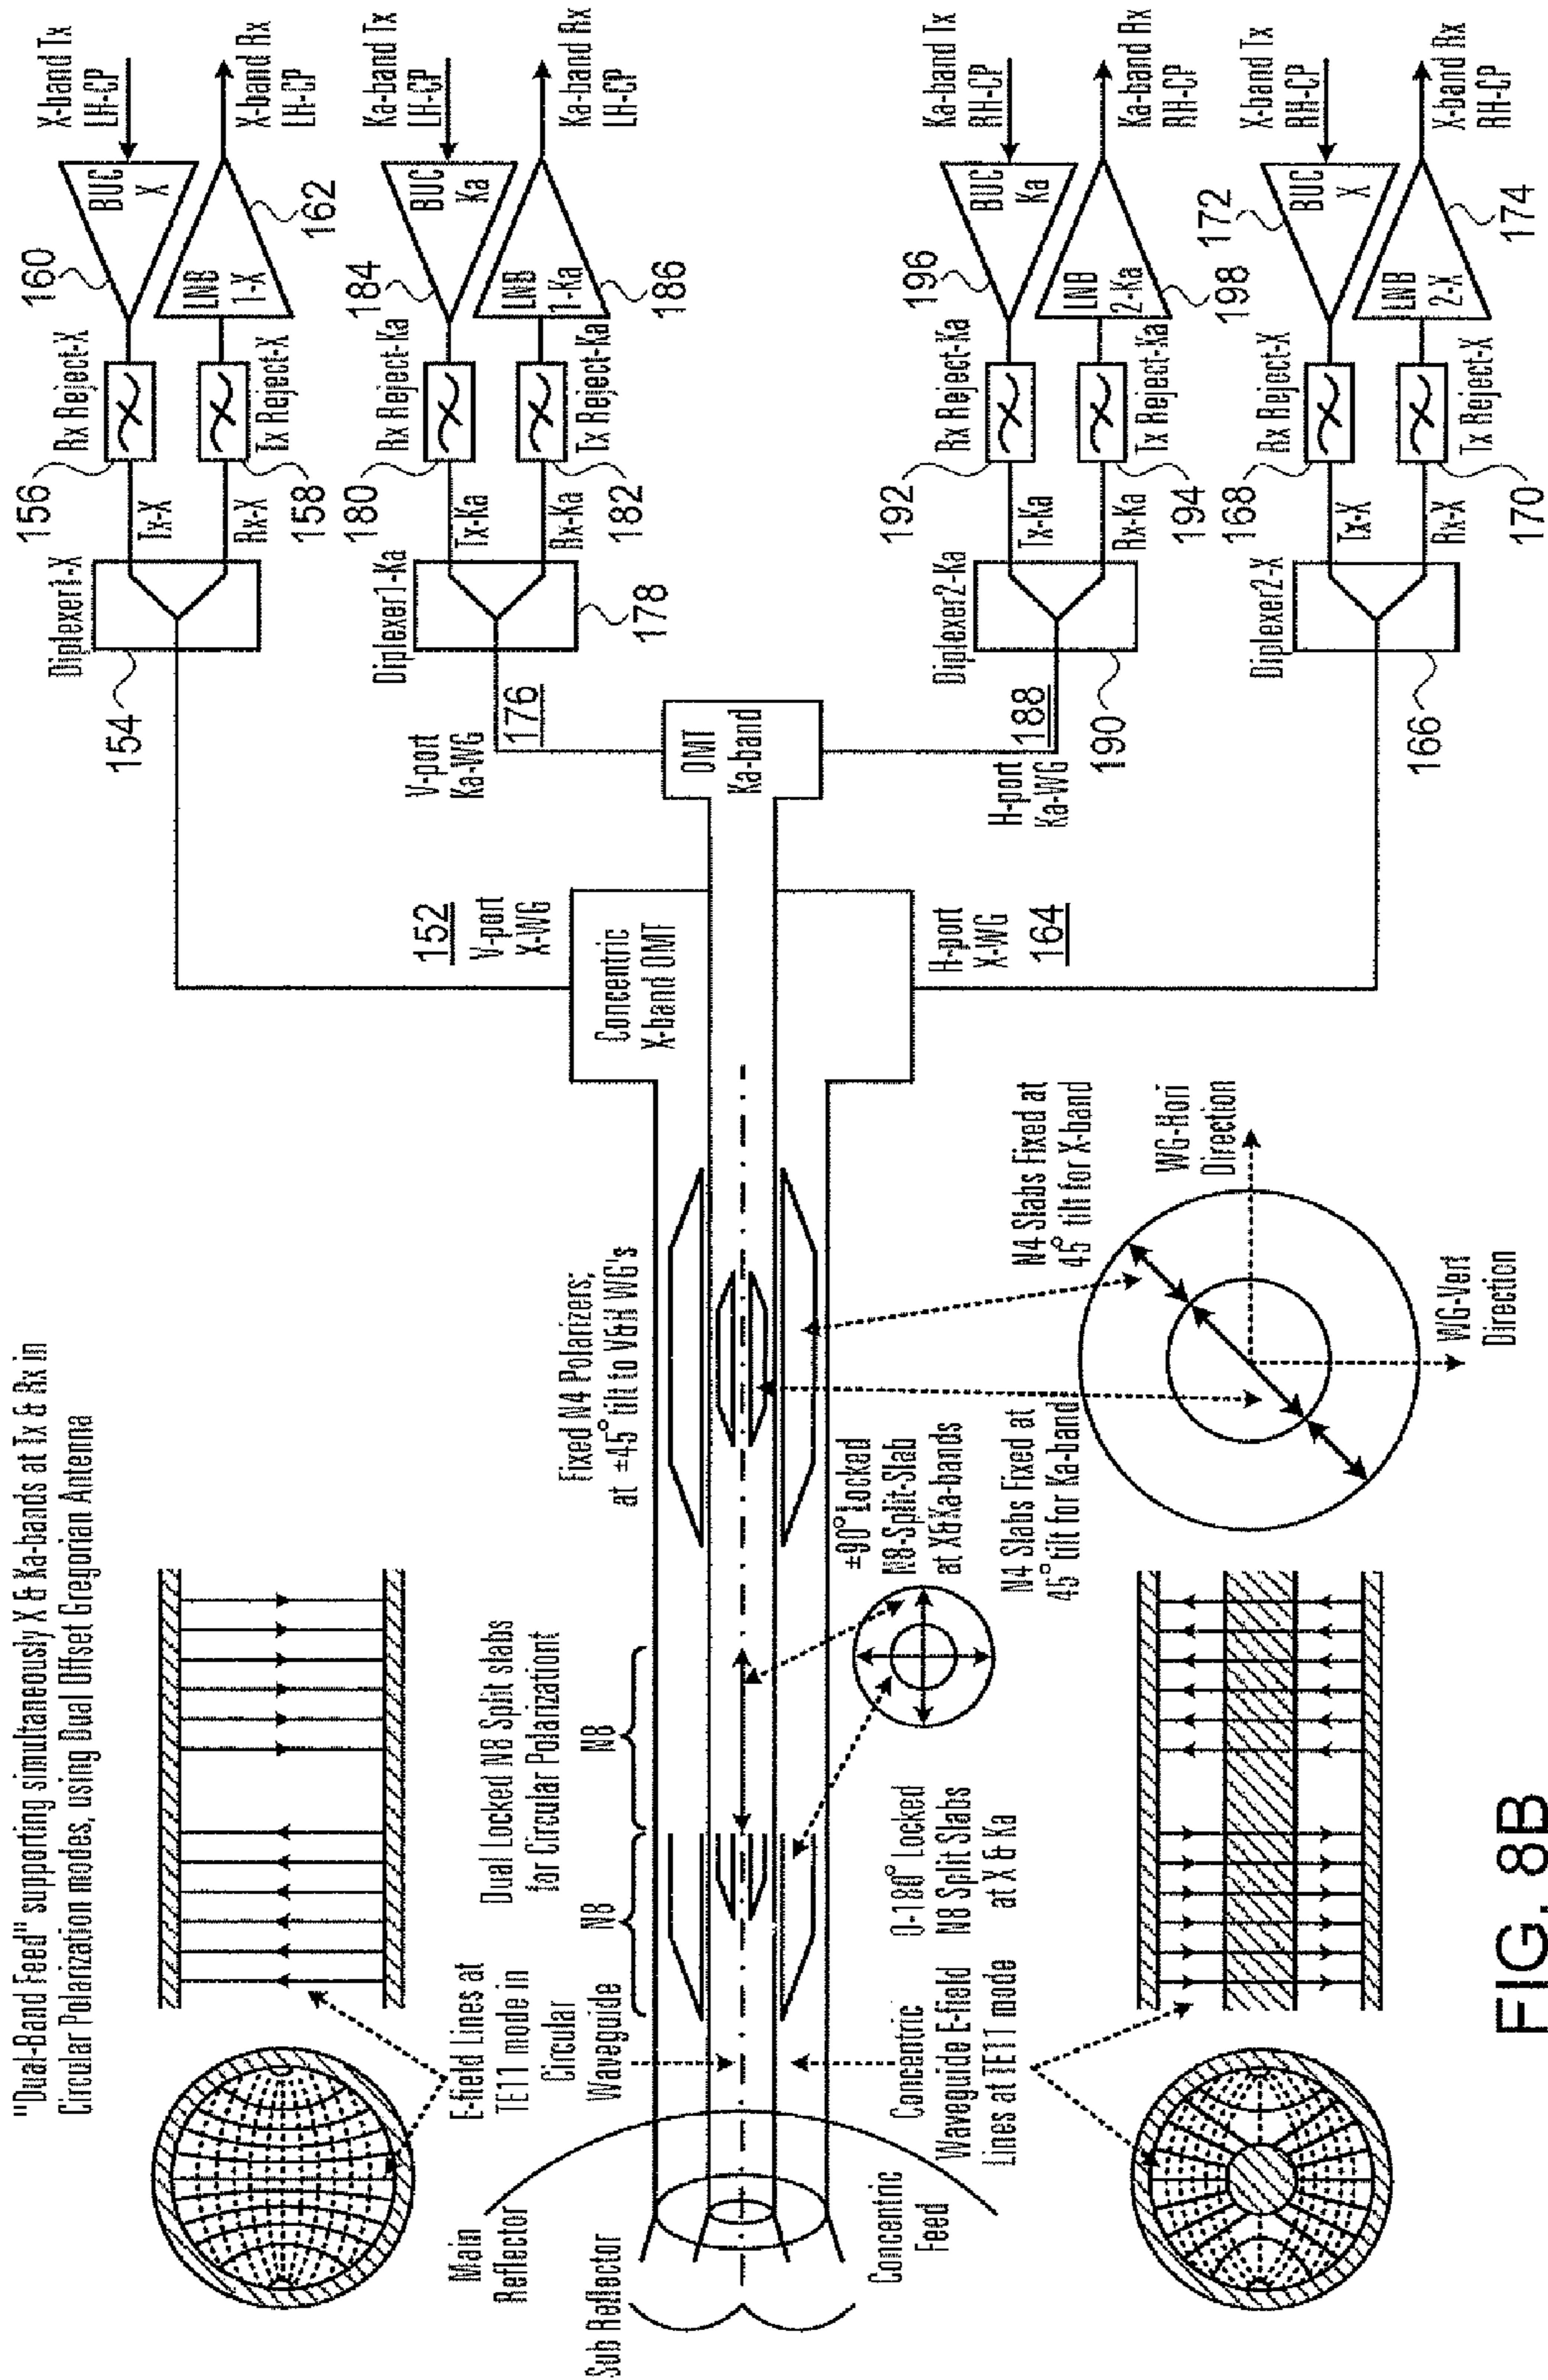 "Dual-Band Feed" supporting simultaneously X & Ka-bands at Tx & Rx in
Circular Polarization modes, using Dual Offset Gregorian Antenna
X-band Tx
LH-CP
BUC
X
160
Rx Reject-X
156
Tx-X
Diplexer1-X
154
X-band Rx
LH-CP
162
LNB
1-X
Tx Reject-X
158
Rx-X
Ka-band Tx
LH-CP
BUC
Ka
184
Rx Reject-Ka
180
Tx-Ka
Diplexer1-Ka
178
Ka-band Rx
LH-CP
186
LNB
1-Ka
Tx Reject-Ka
182
Rx-Ka
V-port
Ka-WG
176
OMT
Ka-band
188
H-port
Ka-WG
Ka-band Tx
RH-CP
BUC
Ka
196
Rx Reject-Ka
192
Tx-Ka
Diplexer2-Ka
190
Ka-band Rx
RH-CP
198
LNB
2-Ka
Tx Reject-Ka
194
Rx-Ka
X-band Tx
RH-CP
BUC
X
172
Rx Reject-X
168
Tx-X
Diplexer2-X
166
X-band Rx
RH-CP
174
LNB
2-X
Tx Reject-X
170
Rx-X
152
V-port
X-WG
Concentric
X-band OMT
H-port
X-WG
164
Fixed N4 Polarizers;
at ±45° tilt to V&H WG's
Dual Locked N8 Split slabs
for Circular Polarizationt
N8
N8
E-field Lines at
TE11 mode in
Circular
Waveguide
Main
Reflector
Sub Reflector
Concentric
Feed
Concentric
Waveguide E-field
Lines at TE11 mode
0-180° Locked
N8 Split Slabs
at X & Ka
±90° Locked
N8-Split-Slab
at X&Ka-bands
N4 Slabs Fixed at
45° tilt for Ka-band
N4 Slabs Fixed at
45° tilt for X-band
WG-Hori
Direction
WG-Vert
Direction
FIG. 8B